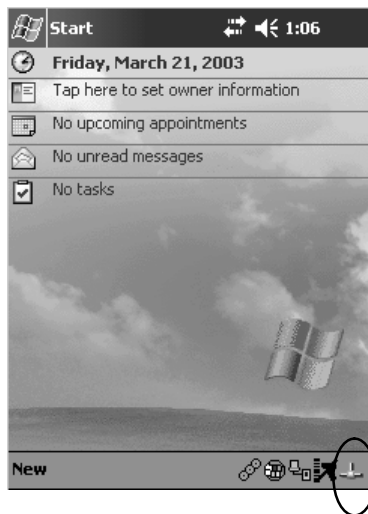 Start 1:06
Friday, March 21, 2003
Tap here to set owner information
No upcoming appointments
No unread messages
No tasks
New